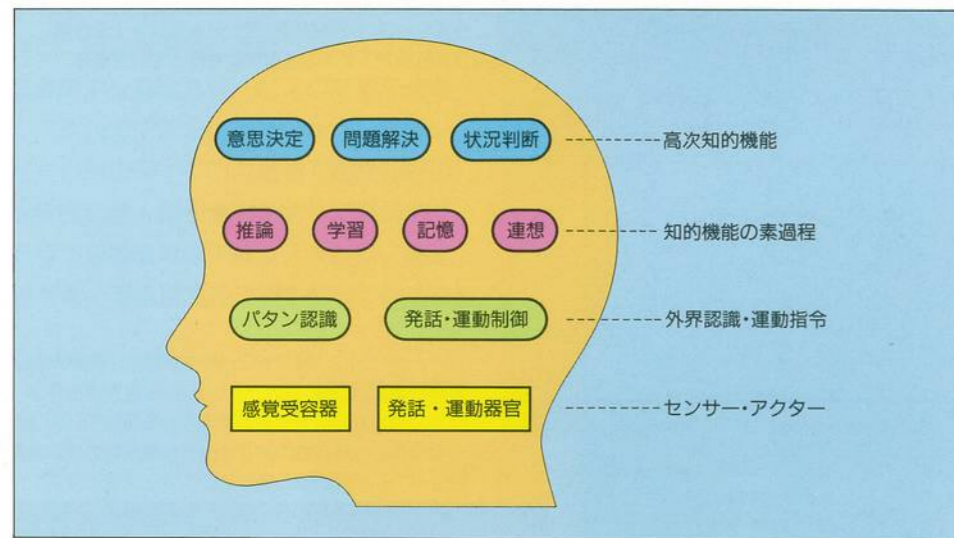 意思決定 問題解決 状況判断 高次知的機能
推論 学習 記憶 連想 知的機能の素過程
パタン認識 発話・運動制御 外界認識・運動指令
感覚受容器 発話・運動器官 センサー・アクター